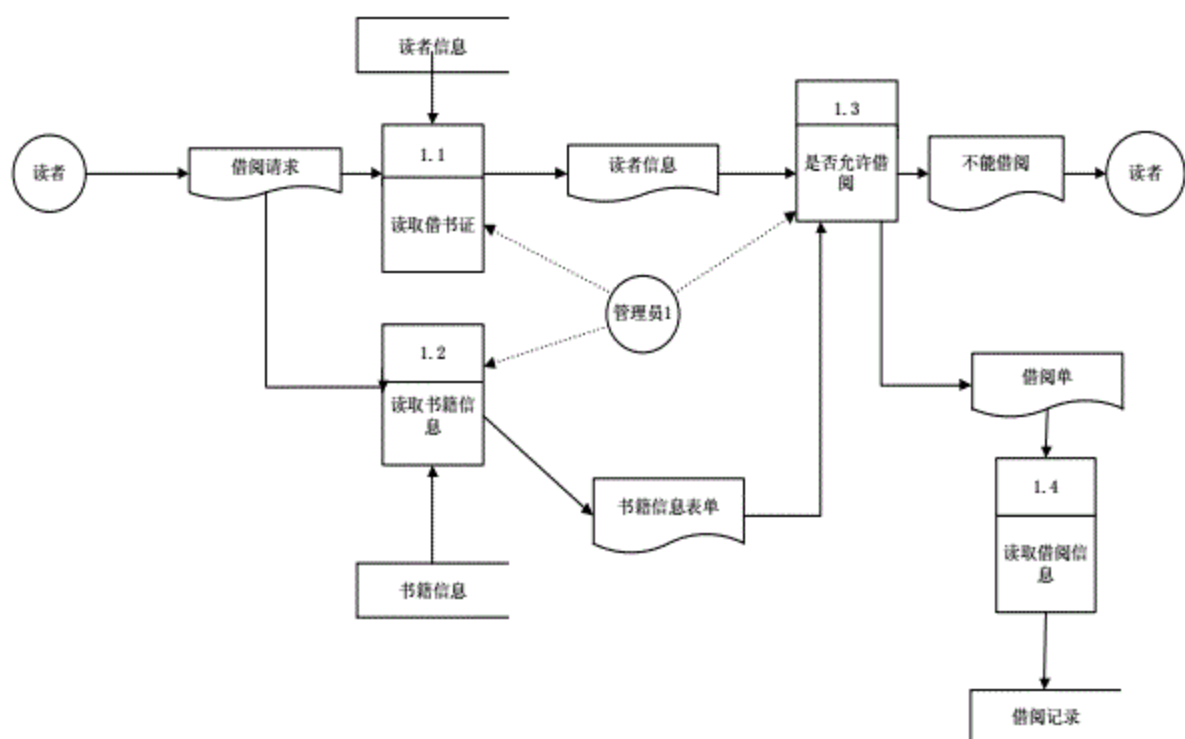 读者信息
1.3
1.1
读者
借阅请求
读者信息
是否允许借
阅
不能借阅
读者
读取借书证
管理员1
1.2
借阅单
读取书籍信
息
1.4
书籍信息表单
读取借阅信
息
书籍信息
借阅记录